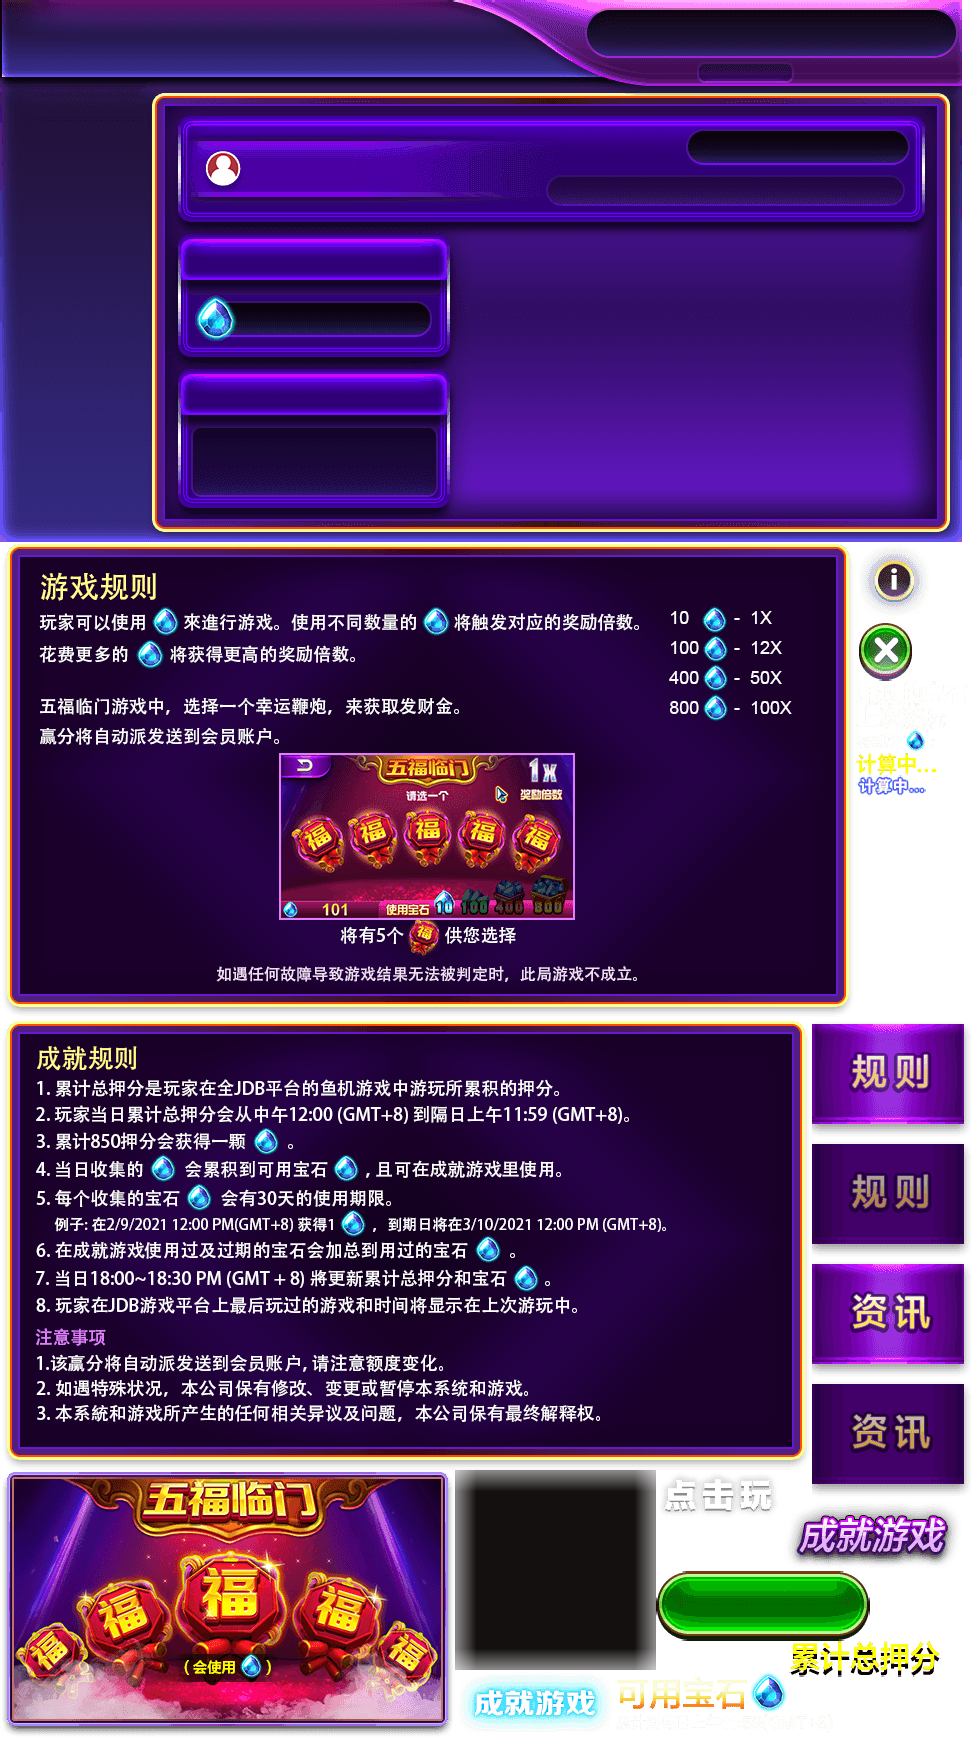 游戏规则
玩家可以使用 來進行游戏。使用不同数量的 将触发对应的奖励倍数。
花费更多的 将获得更高的奖励倍数。
10 - 1X
100 - 12X
400 - 50X
800 - 100X
五福临门游戏中，选择一个幸运鞭炮，来获取发财金。
赢分将自动派发送到会员账户。
五福临门
1x
请选一个
奖励倍数
福 福 福 福 福
101 使用宝石 10 100 400 800
将有5个 福 供您选择
如遇任何故障导致游戏结果无法被判定时，此局游戏不成立。
i
计算中...
计算中...
成就规则
1. 累计总押分是玩家在全JDB平台的鱼机游戏中游玩所累积的押分。
2. 玩家当日累计总押分会从中午12:00 (GMT+8) 到隔日上午11:59 (GMT+8)。
3. 累计850押分会获得一颗 。
4. 当日收集的 会累积到可用宝石 , 且可在成就游戏里使用。
5. 每个收集的宝石 会有30天的使用期限。
例子: 在2/9/2021 12:00 PM(GMT+8) 获得1 ，到期日将在3/10/2021 12:00 PM (GMT+8)。
6. 在成就游戏使用过及过期的宝石会加总到用过的宝石 。
7. 当日18:00~18:30 PM (GMT + 8) 將更新累计总押分和宝石 。
8. 玩家在JDB游戏平台上最后玩过的游戏和时间将显示在上次游玩中。
注意事项
1.该赢分将自动派发送到会员账户, 请注意额度变化。
2. 如遇特殊状况，本公司保有修改、变更或暂停本系统和游戏。
3. 本系統和游戏所产生的任何相关异议及问题，本公司保有最终解释权。
规则
规则
资讯
资讯
五福临门
福 福 福 福 福
( 会使用 )
点击玩
成就游戏
累计总押分
成就游戏
可用宝石